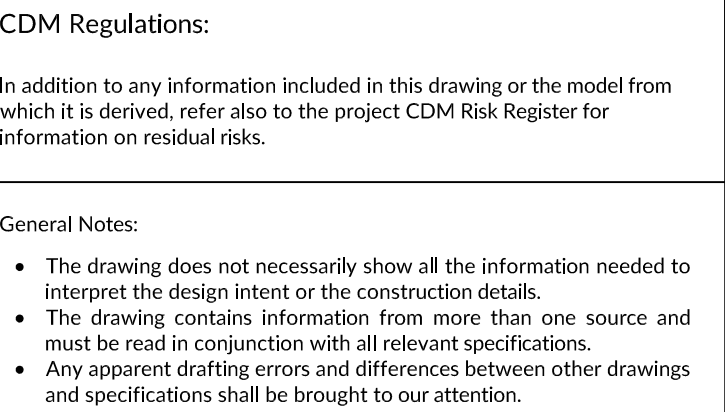 CDM Regulations:
In addition to any information included in this drawing or the model from
which it is derived, refer also to the project CDM Risk Register for
information on residual risks.
General Notes:
• The drawing does not necessarily show all the information needed to
interpret the design intent or the construction details.
• The drawing contains information from more than one source and
must be read in conjunction with all relevant specifications.
• Any apparent drafting errors and differences between other drawings
and specifications shall be brought to our attention.